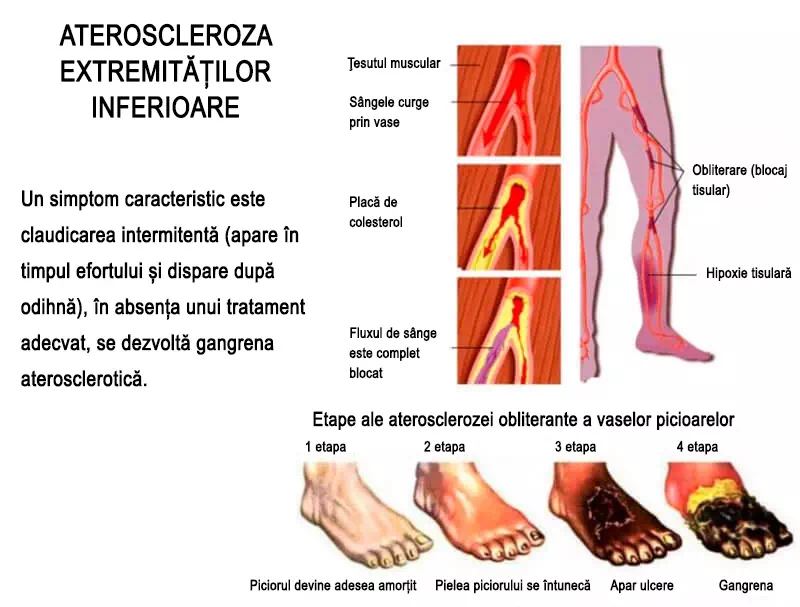 ATEROSCLEROZA
EXTREMITĂȚILOR
INFERIOARE
Un simptom caracteristic este
claudicarea intermitentă (apare în
timpul efortului și dispare după
odihnă), în absența unui tratament
adecvat, se dezvoltă gangrena
aterosclerotică.
Țesutul muscular
Sângele curge
prin vase
Placă de
colesterol
Fluxul de sânge
este complet
blocat
Obliterare (blocaj
tisular)
Hipoxie tisulară
Etape ale aterosclerozei obliterante a vaselor picioarelor
1 etapa
2 etapa
3 etapa
4 etapa
Piciorul devine adesea amorțit
Pielea piciorului se întunecă
Apar ulcere
Gangrena